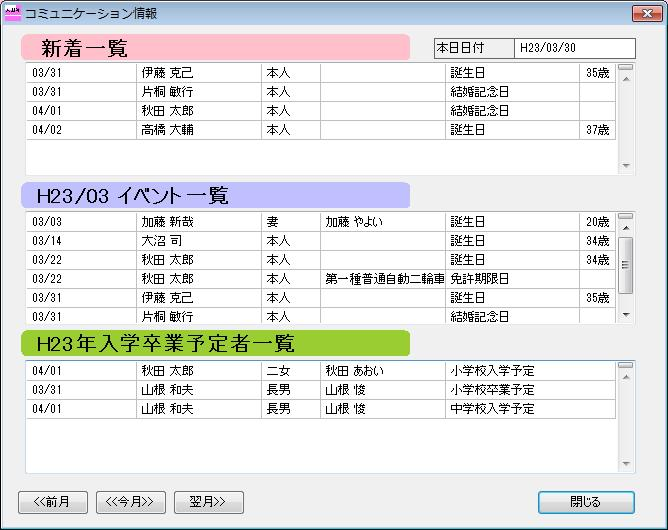 コミュニケーション情報
新着一覧
本日日付 H23/03/30
03/31 伊藤 克己 本人 誕生日 35歳
03/31 片桐 敏行 本人 結婚記念日
04/01 秋田 太郎 本人 結婚記念日
04/02 高橋 大輔 本人 誕生日 37歳
H23/03 イベント一覧
03/03 加藤 新哉 妻 加藤 やよい 誕生日 20歳
03/14 大沼 司 本人 誕生日 34歳
03/22 秋田 太郎 本人 誕生日 34歳
03/22 秋田 太郎 本人 第一種普通自動二輪車 免許期限日
03/31 伊藤 克己 本人 誕生日 35歳
03/31 片桐 敏行 本人 結婚記念日
H23年入学卒業予定者一覧
04/01 秋田 太郎 二女 秋田 あおい 小学校入学予定
03/31 山根 和夫 長男 山根 俊 小学校卒業予定
04/01 山根 和夫 長男 山根 俊 中学校入学予定
<<前月 <<今月>> 翌月>> 閉じる